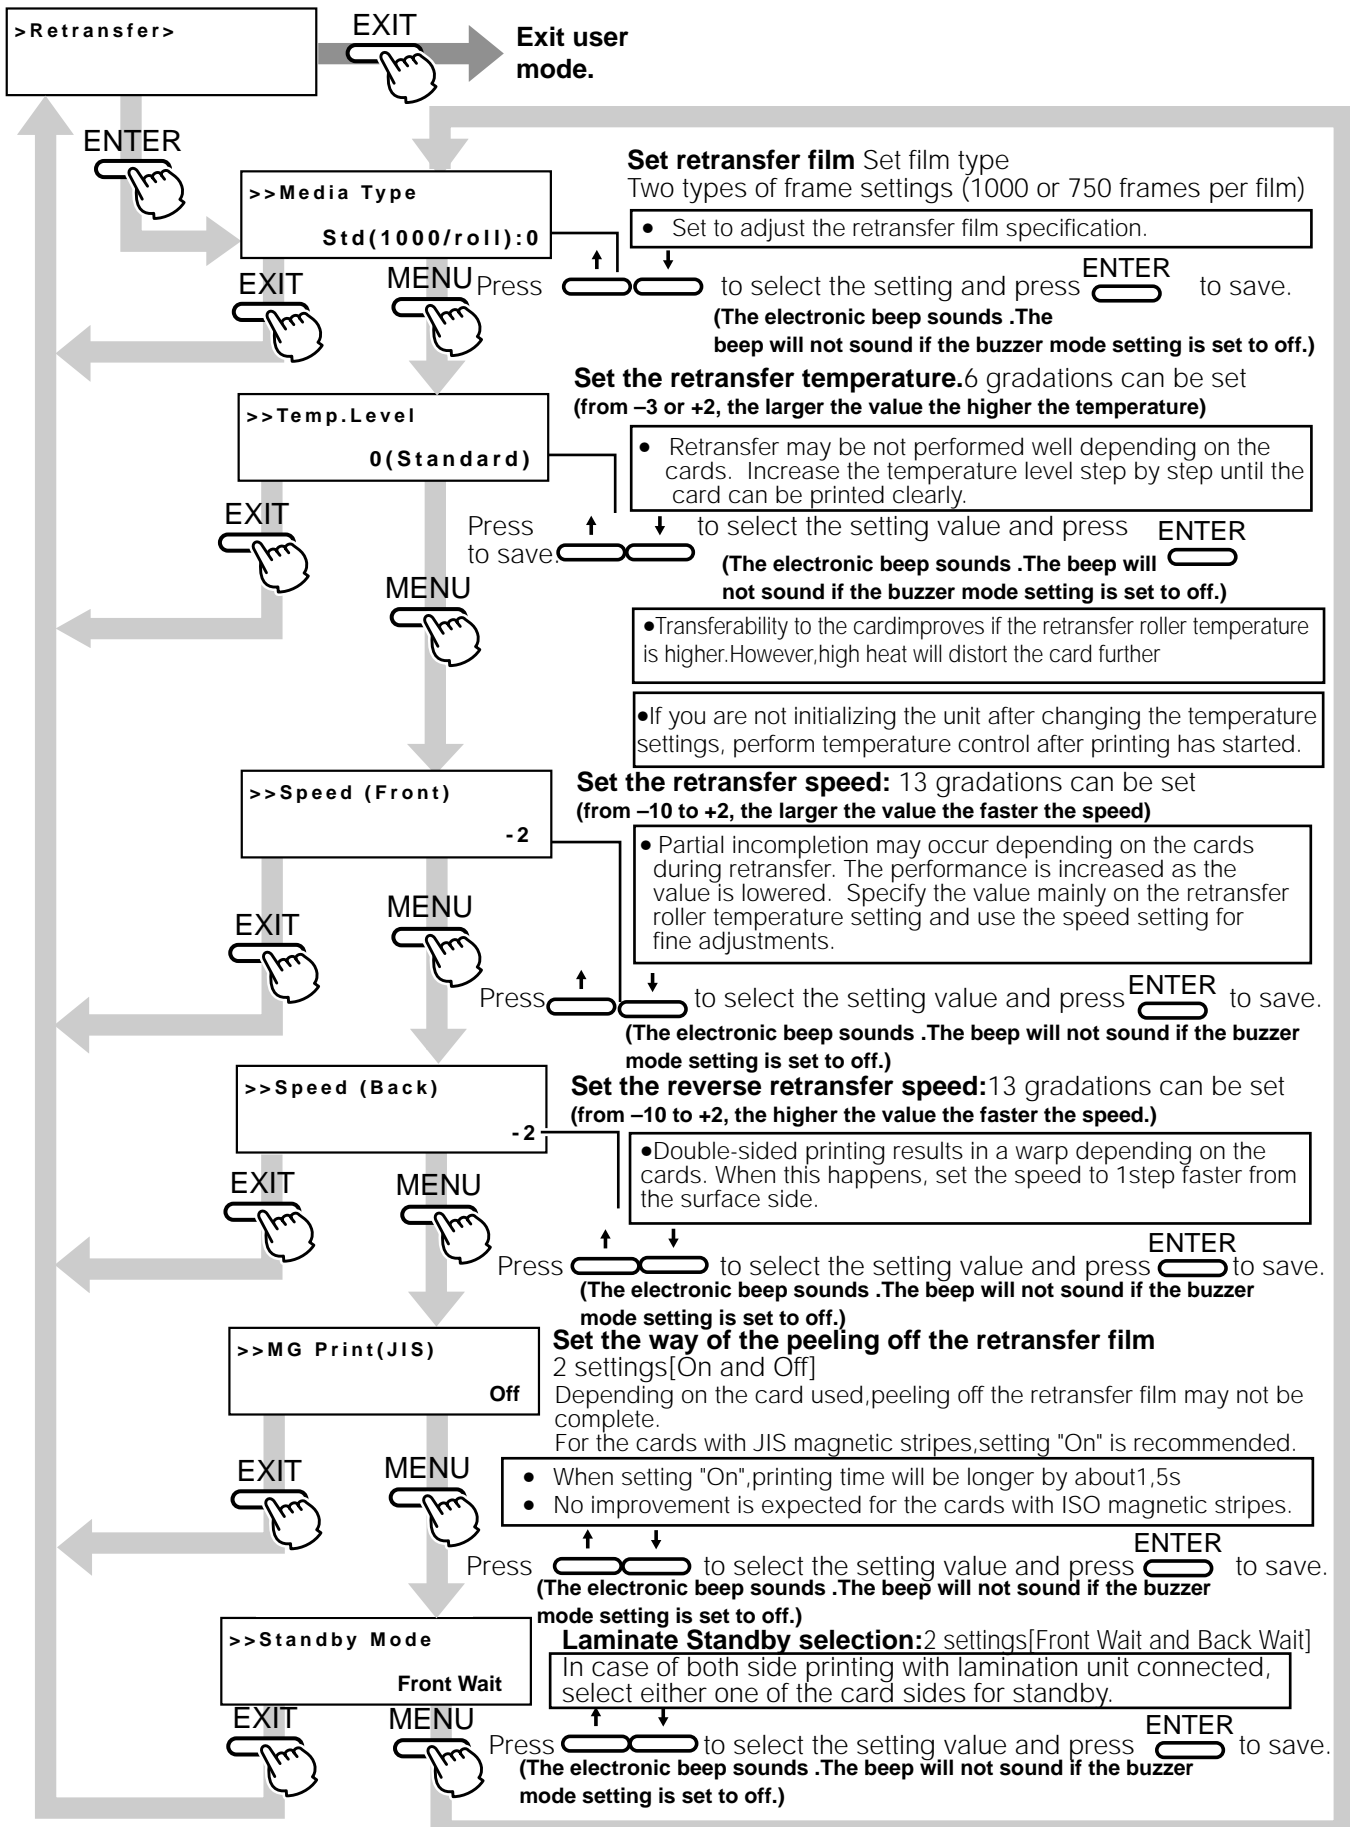 >Retransfer>
EXIT
Exit user
mode.
ENTER
>>Media Type
Std(1000/roll):0
Set retransfer film Set film type
Two types of frame settings (1000 or 750 frames per film)
● Set to adjust the retransfer film specification.
EXIT
MENU
Press to select the setting and press ENTER to save.
(The electronic beep sounds .The
beep will not sound if the buzzer mode setting is set to off.)
Set the retransfer temperature.6 gradations can be set
(from –3 or +2, the larger the value the higher the temperature)
>>Temp.Level
0(Standard)
● Retransfer may be not performed well depending on the
cards. Increase the temperature level step by step until the
card can be printed clearly.
EXIT
Press to select the setting value and press ENTER
to save.
(The electronic beep sounds .The beep will
not sound if the buzzer mode setting is set to off.)
MENU
●Transferability to the cardimproves if the retransfer roller temperature
is higher.However,high heat will distort the card further
●If you are not initializing the unit after changing the temperature
settings, perform temperature control after printing has started.
>>Speed (Front)
-2
Set the retransfer speed: 13 gradations can be set
(from –10 to +2, the larger the value the faster the speed)
● Partial incompletion may occur depending on the cards
during retransfer. The performance is increased as the
value is lowered. Specify the value mainly on the retransfer
roller temperature setting and use the speed setting for
fine adjustments.
EXIT
MENU
Press to select the setting value and press ENTER to save.
(The electronic beep sounds .The beep will not sound if the buzzer
mode setting is set to off.)
>>Speed (Back)
-2
Set the reverse retransfer speed:13 gradations can be set
(from –10 to +2, the higher the value the faster the speed.)
●Double-sided printing results in a warp depending on the
cards. When this happens, set the speed to 1step faster from
the surface side.
EXIT
MENU
Press to select the setting value and press ENTER to save.
(The electronic beep sounds .The beep will not sound if the buzzer
mode setting is set to off.)
>>MG Print(JIS)
Off
Set the way of the peeling off the retransfer film
2 settings[On and Off]
Depending on the card used,peeling off the retransfer film may not be
complete.
For the cards with JIS magnetic stripes,setting "On" is recommended.
● When setting "On",printing time will be longer by about1,5s
● No improvement is expected for the cards with ISO magnetic stripes.
EXIT
MENU
Press to select the setting value and press ENTER to save.
(The electronic beep sounds .The beep will not sound if the buzzer
mode setting is set to off.)
>>Standby Mode
Front Wait
Laminate Standby selection:2 settings[Front Wait and Back Wait]
In case of both side printing with lamination unit connected,
select either one of the card sides for standby.
EXIT
MENU
Press to select the setting value and press ENTER to save.
(The electronic beep sounds .The beep will not sound if the buzzer
mode setting is set to off.)